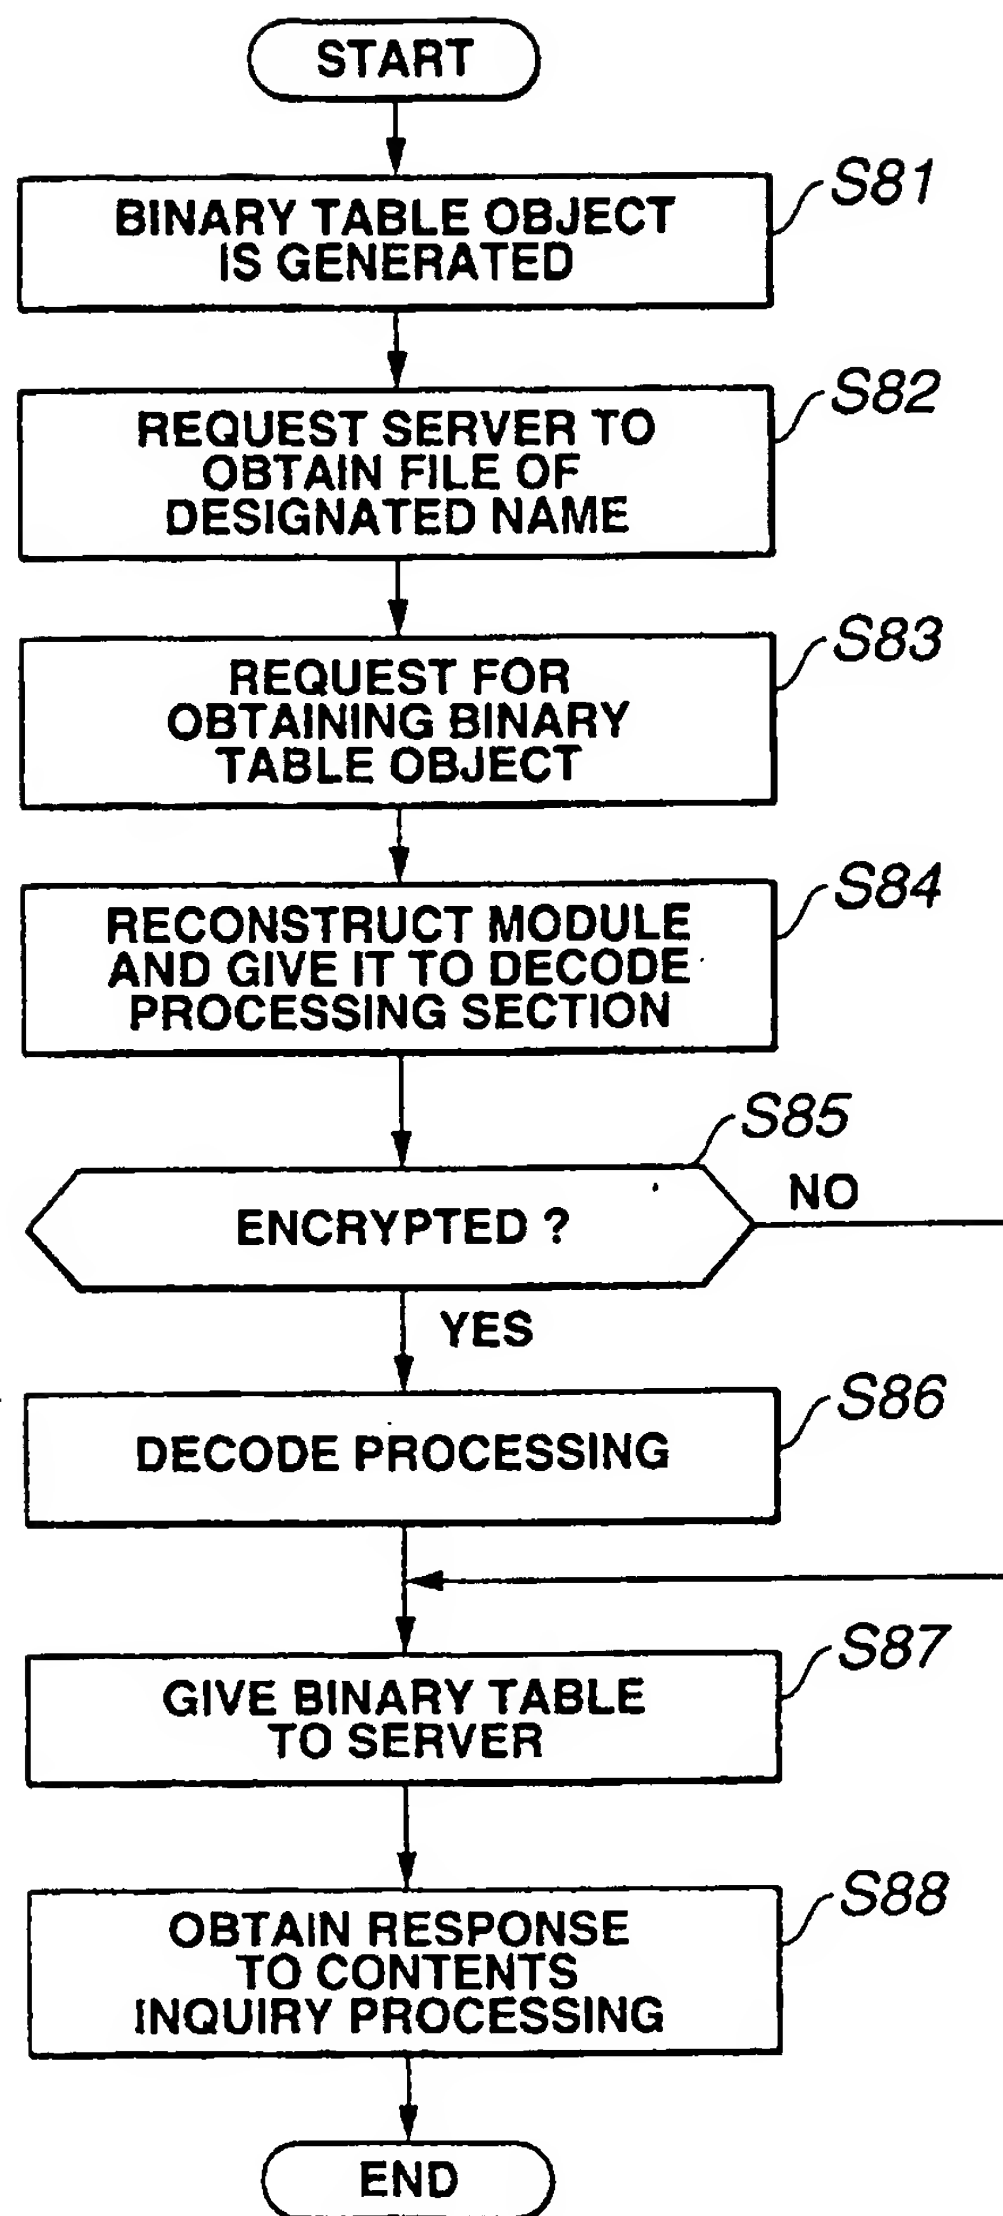 START
S81
BINARY TABLE OBJECT
IS GENERATED
S82
REQUEST SERVER TO
OBTAIN FILE OF
DESIGNATED NAME
S83
REQUEST FOR
OBTAINING BINARY
TABLE OBJECT
S84
RECONSTRUCT MODULE
AND GIVE IT TO DECODE
PROCESSING SECTION
S85
ENCRYPTED ?
NO
YES
S86
DECODE PROCESSING
S87
GIVE BINARY TABLE
TO SERVER
S88
OBTAIN RESPONSE
TO CONTENTS
INQUIRY PROCESSING
END